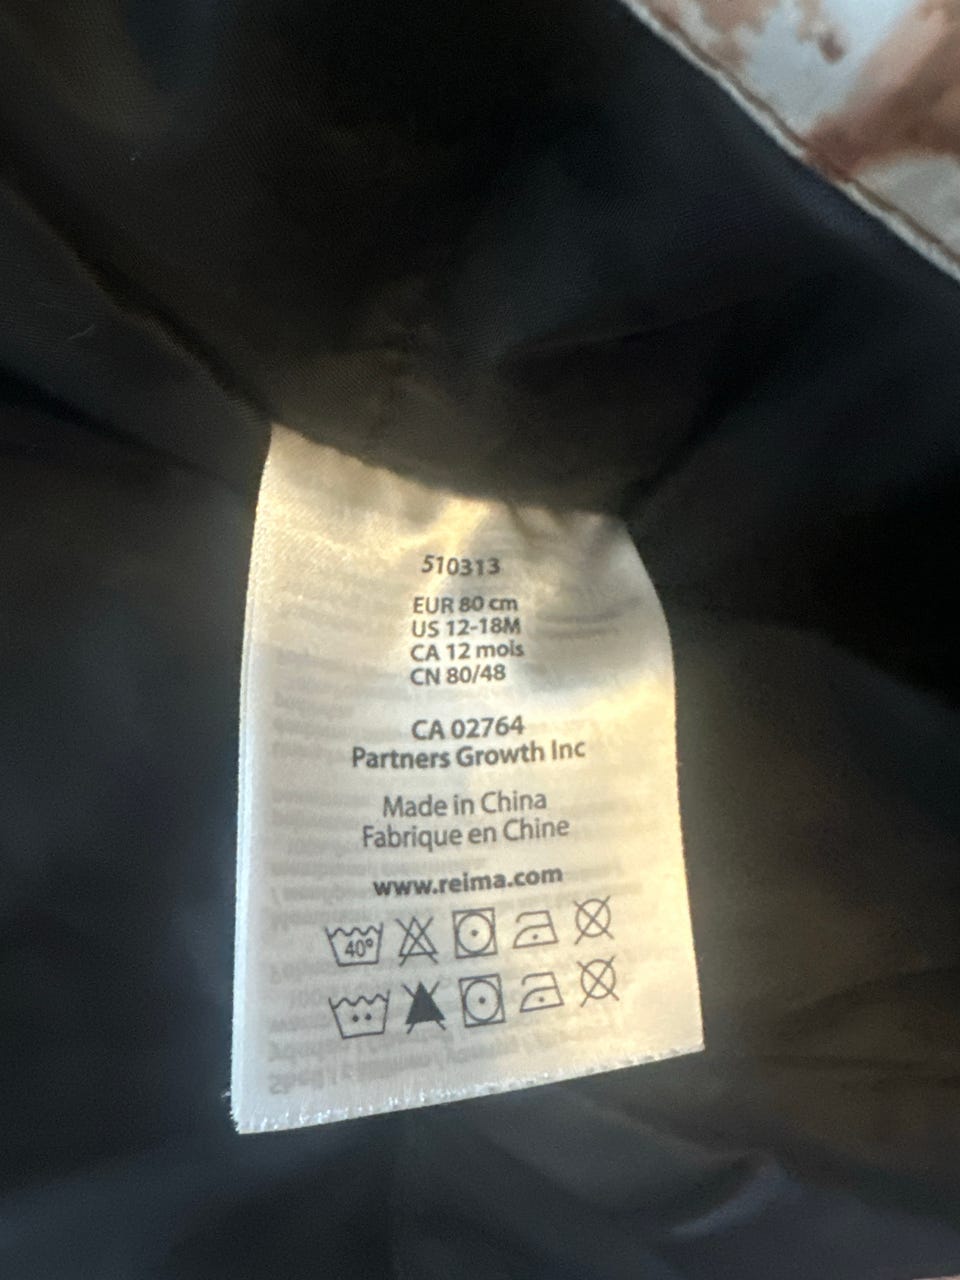 510313
EUR 80 cm
US 12-18M
CA 12 mois
CN 80/48
CA 02764
Partners Growth Inc
Made in China
Fabrique en Chine
www.reima.com
40°